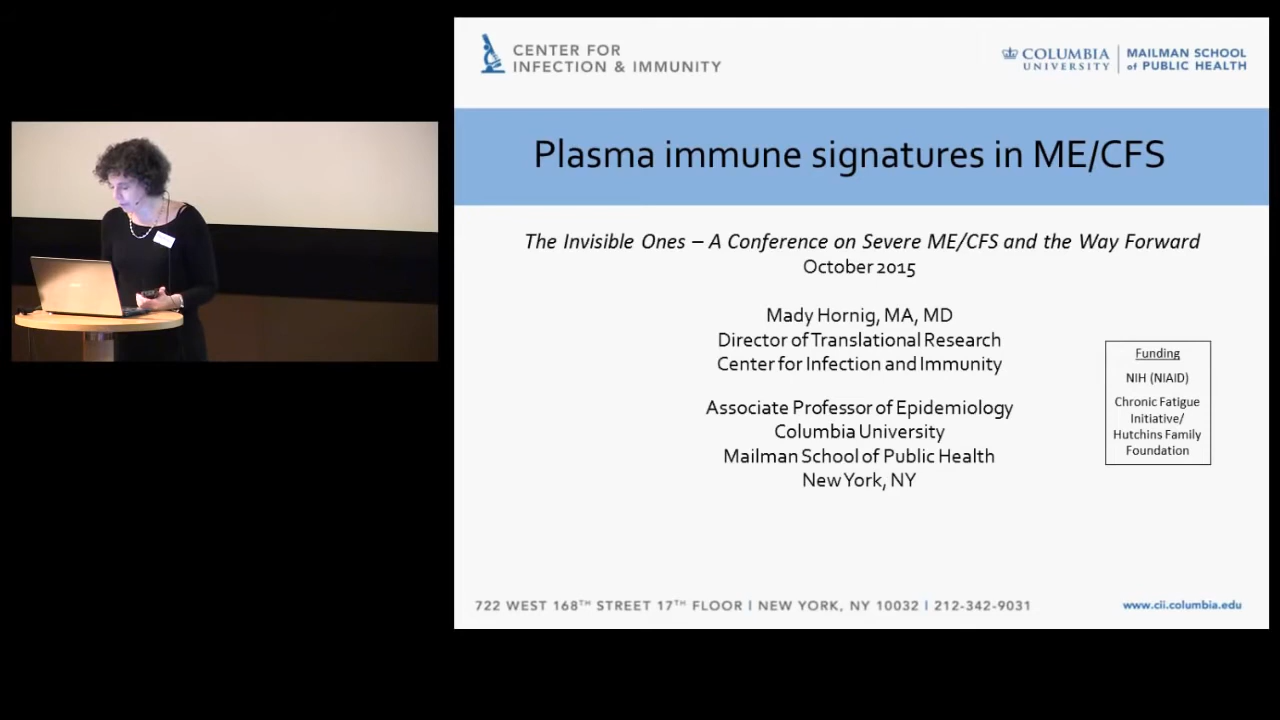 CENTER FOR
INFECTION & IMMUNITY
COLUMBIA
UNIVERSITY
MAILMAN SCHOOL
of PUBLIC HEALTH
Plasma immune signatures in ME/CFS
The Invisible Ones – A Conference on Severe ME/CFS and the Way Forward
October 2015
Mady Hornig, MA, MD
Director of Translational Research
Center for Infection and Immunity
Associate Professor of Epidemiology
Columbia University
Mailman School of Public Health
New York, NY
Funding
NIH (NIAID)
Chronic Fatigue
Initiative/
Hutchins Family
Foundation
722 WEST 168TH STREET 17TH FLOOR | NEW YORK, NY 10032 | 212-342-9031
www.cii.columbia.edu